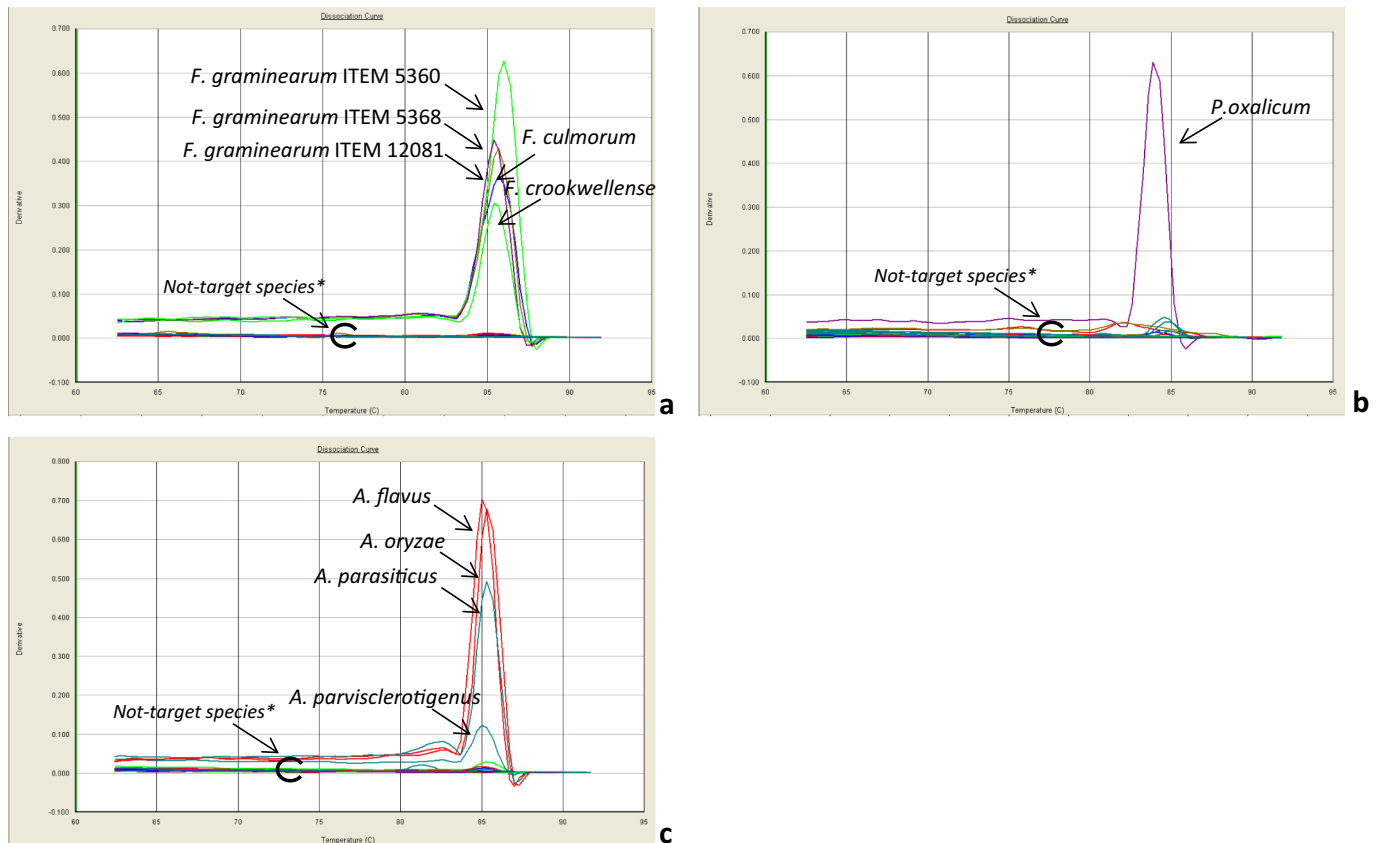 Dissociation Curve
0.700
0.600
0.500
0.400
0.300
0.200
0.100
0.000
-0.100
Derivative
F. graminearum ITEM 5360
F. graminearum ITEM 5368
F. graminearum ITEM 12081
F. culmorum
F. crookwellense
Not-target species*
60 65 70 75 80 85 90 95
Temperature (C)
a
Dissociation Curve
0.700
0.600
0.500
0.400
0.300
0.200
0.100
0.000
-0.100
Derivative
P.oxalicum
Not-target species*
60 65 70 75 80 85 90 95
Temperature (C)
b
Dissociation Curve
0.800
0.700
0.600
0.500
0.400
0.300
0.200
0.100
0.000
-0.100
Derivative
A. flavus
A. oryzae
A. parasiticus
A. parvisclerotigenus
Not-target species*
60 65 70 75 80 85 90 95
Temperature (C)
c